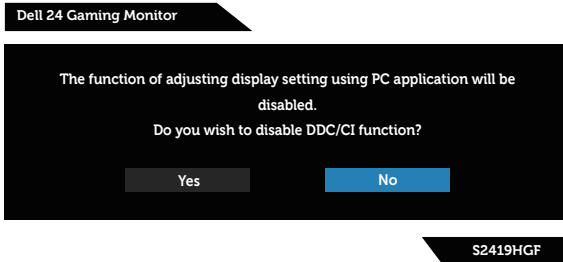 Dell 24 Gaming Monitor
The function of adjusting display setting using PC application will be
disabled.
Do you wish to disable DDC/CI function?
Yes
No
S2419HGF